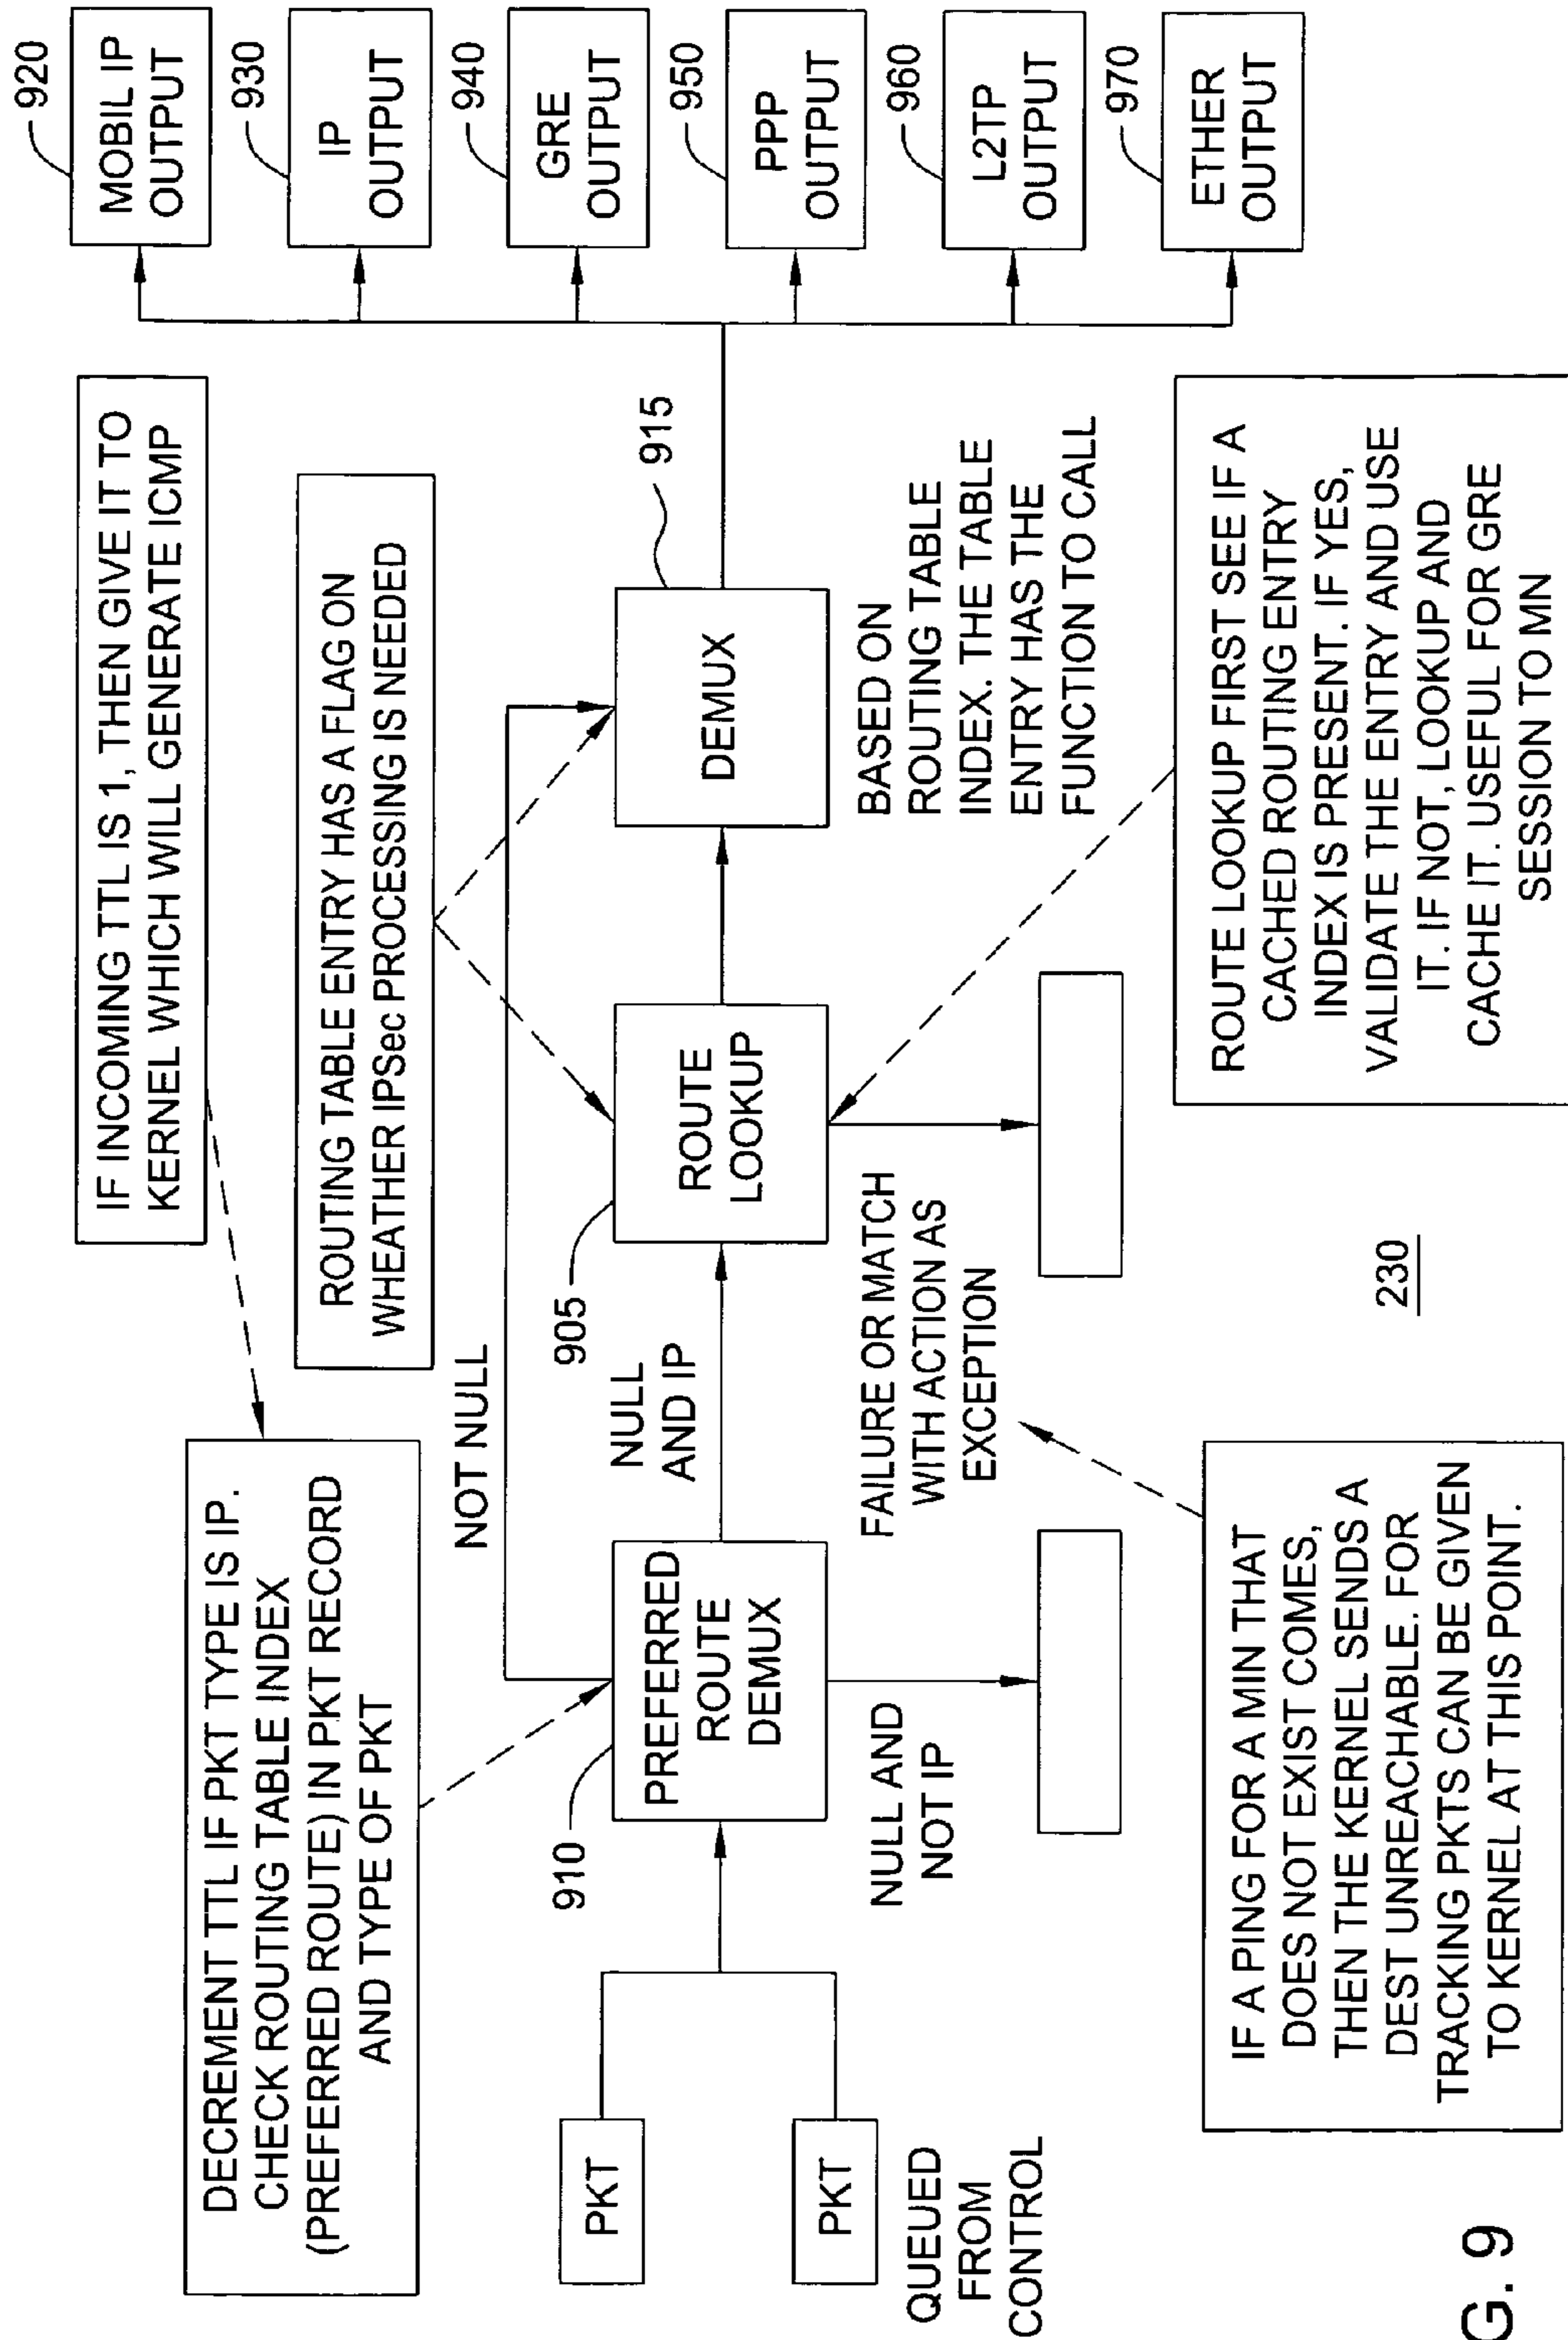 IF INCOMING TTL IS 1, THEN GIVE IT TO
KERNEL WHICH WILL GENERATE ICMP
ROUTING TABLE ENTRY HAS A FLAG ON
WHEATHER IPSec PROCESSING IS NEEDED
DECREMENT TTL IF PKT TYPE IS IP.
CHECK ROUTING TABLE INDEX
(PREFERRED ROUTE) IN PKT RECORD
AND TYPE OF PKT
NOT NULL
PKT
PKT
QUEUED
FROM
CONTROL
910
PREFERRED
ROUTE
DEMUX
NULL AND
NOT IP
NULL
AND IP
905
ROUTE
LOOKUP
FAILURE OR MATCH
WITH ACTION AS
EXCEPTION
915
DEMUX
BASED ON
ROUTING TABLE
INDEX. THE TABLE
ENTRY HAS THE
FUNCTION TO CALL
920
MOBIL IP
OUTPUT
930
IP
OUTPUT
940
GRE
OUTPUT
950
PPP
OUTPUT
960
L2TP
OUTPUT
970
ETHER
OUTPUT
IF A PING FOR A MIN THAT
DOES NOT EXIST COMES,
THEN THE KERNEL SENDS A
DEST UNREACHABLE. FOR
TRACKING PKTS CAN BE GIVEN
TO KERNEL AT THIS POINT.
ROUTE LOOKUP FIRST SEE IF A
CACHED ROUTING ENTRY
INDEX IS PRESENT. IF YES,
VALIDATE THE ENTRY AND USE
IT. IF NOT, LOOKUP AND
CACHE IT. USEFUL FOR GRE
SESSION TO MN
230
G. 9